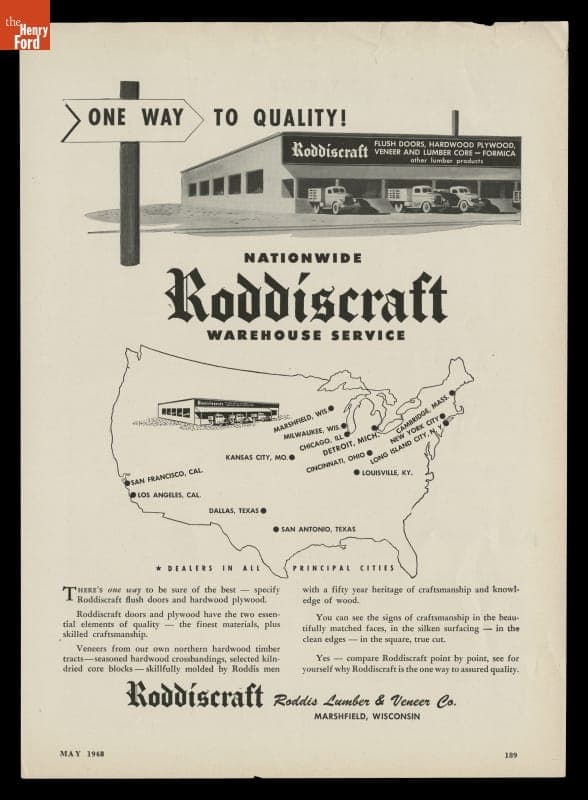 the
Henry
Ford
ONE WAY TO QUALITY!
Roddiscraft
FLUSH DOORS, HARDWOOD PLYWOOD,
VENEER AND LUMBER CORE — FORMICA
other lumber products
NATIONWIDE
Roddiscraft
WAREHOUSE SERVICE
Roddiscraft
MARSHFIELD, WIS.
MILWAUKEE, WIS.
CHICAGO, ILL.
DETROIT, MICH.
CAMBRIDGE, MASS.
NEW YORK CITY
LONG ISLAND CITY, N. Y.
KANSAS CITY, MO.
CINCINNATI, OHIO
LOUISVILLE, KY.
SAN FRANCISCO, CAL.
LOS ANGELES, CAL.
DALLAS, TEXAS
SAN ANTONIO, TEXAS
★ DEALERS IN ALL PRINCIPAL CITIES
THERE'S one way to be sure of the best — specify
Roddiscraft flush doors and hardwood plywood.
Roddiscraft doors and plywood have the two essen-
tial elements of quality — the finest materials, plus
skilled craftsmanship.
Veneers from our own northern hardwood timber
tracts—seasoned hardwood crossbandings, selected kiln-
dried core blocks — skillfully molded by Roddis men
with a fifty year heritage of craftsmanship and knowl-
edge of wood.
You can see the signs of craftsmanship in the beau-
tifully matched faces, in the silken surfacing — in the
clean edges — in the square, true cut.
Yes — compare Roddiscraft point by point, see for
yourself why Roddiscraft is the one way to assured quality.
Roddiscraft Roddis Lumber & Veneer Co.
MARSHFIELD, WISCONSIN
MAY 1948
189